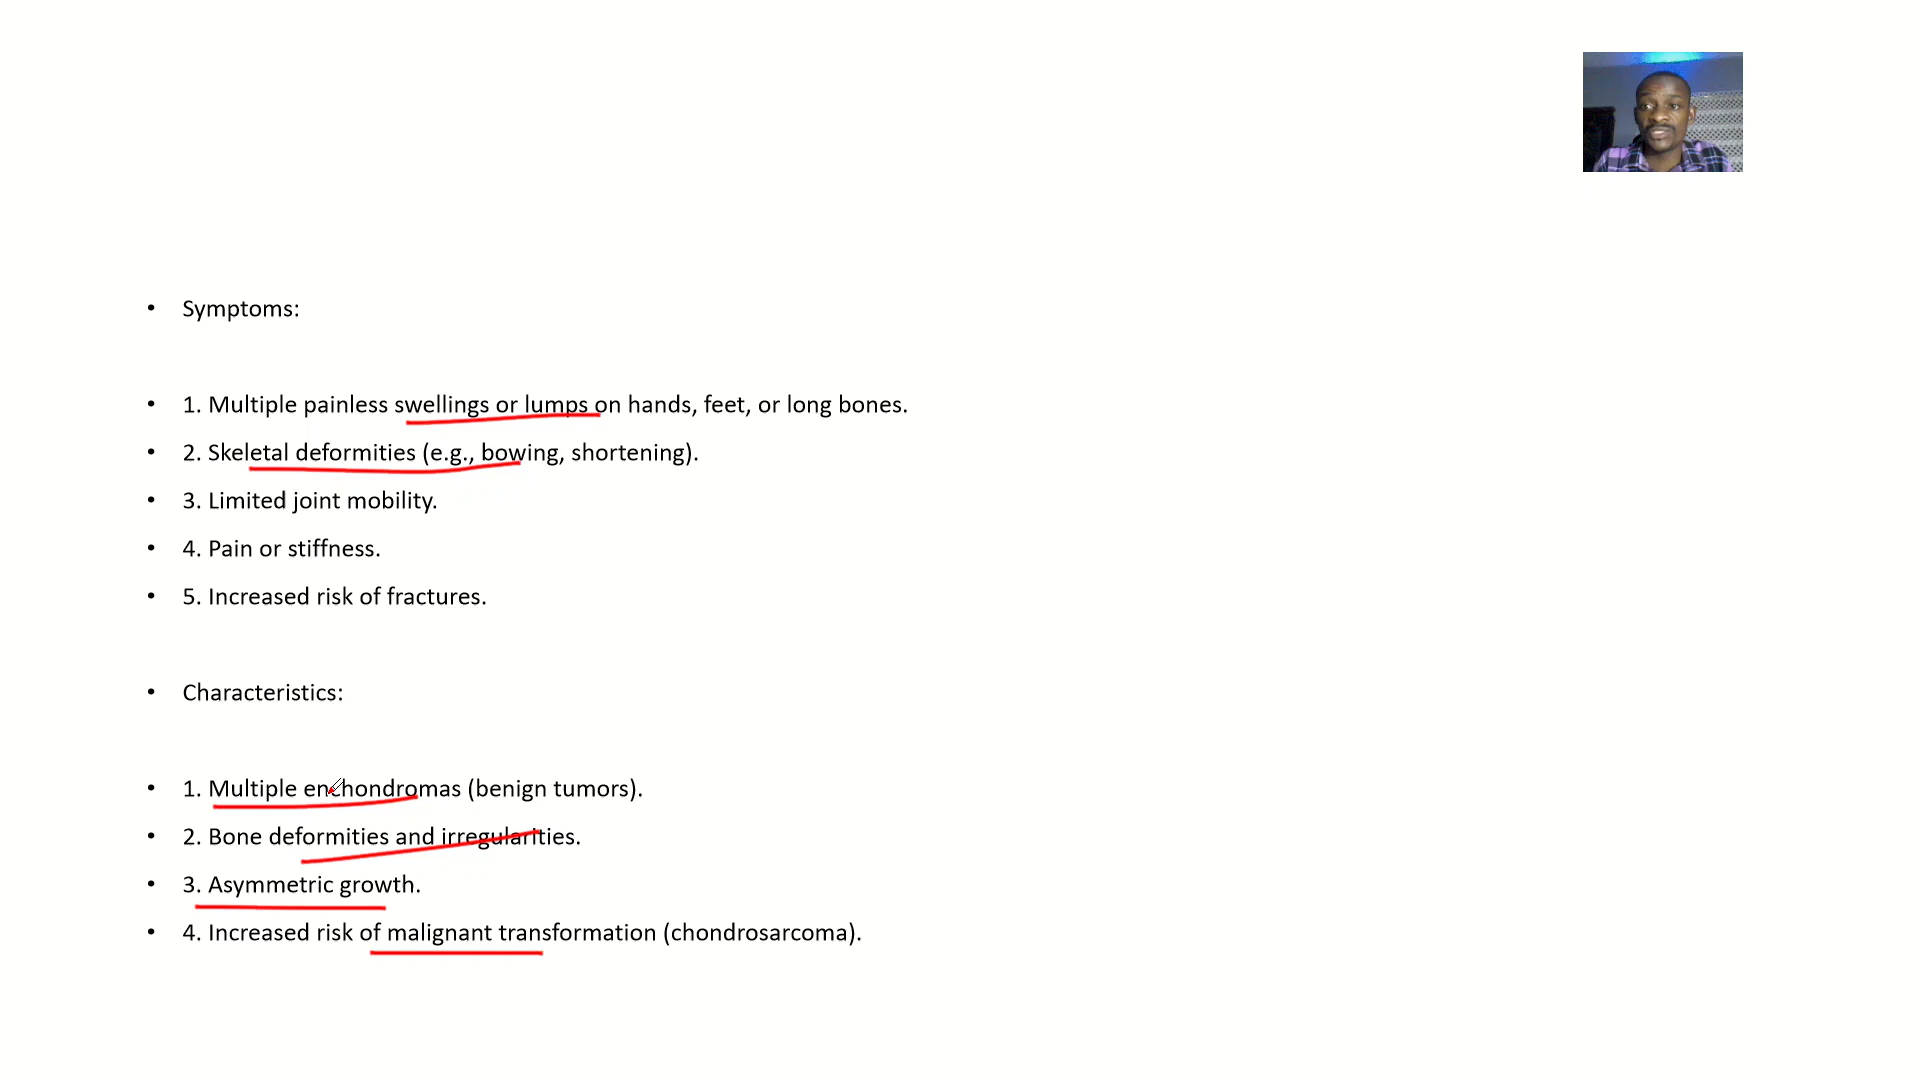 • Symptoms:
• 1. Multiple painless swellings or lumps on hands, feet, or long bones.
• 2. Skeletal deformities (e.g., bowing, shortening).
• 3. Limited joint mobility.
• 4. Pain or stiffness.
• 5. Increased risk of fractures.
• Characteristics:
• 1. Multiple enchondromas (benign tumors).
• 2. Bone deformities and irregularities.
• 3. Asymmetric growth.
• 4. Increased risk of malignant transformation (chondrosarcoma).